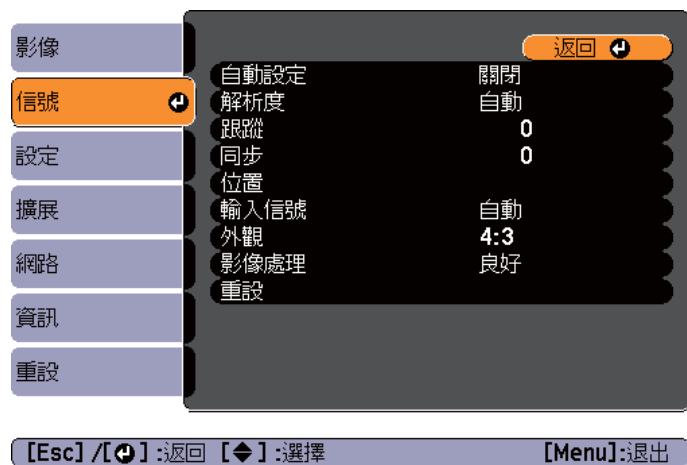 影像
信號
設定
擴展
網路
資訊
重設
返回
自動設定 關閉
解析度 自動
跟蹤 0
同步 0
位置
輸入信號 自動
外觀 4:3
影像處理 良好
重設
[Esc] /[ ] :返回 [ ] :選擇 [Menu]:退出